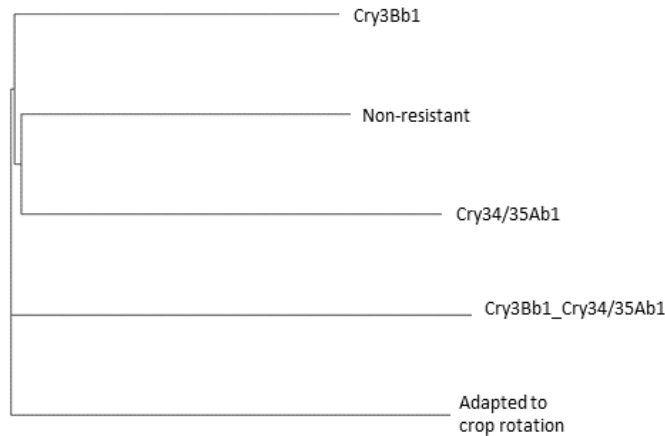 Cry3Bb1
Non-resistant
Cry34/35Ab1
Cry3Bb1_Cry34/35Ab1
Adapted to
crop rotation